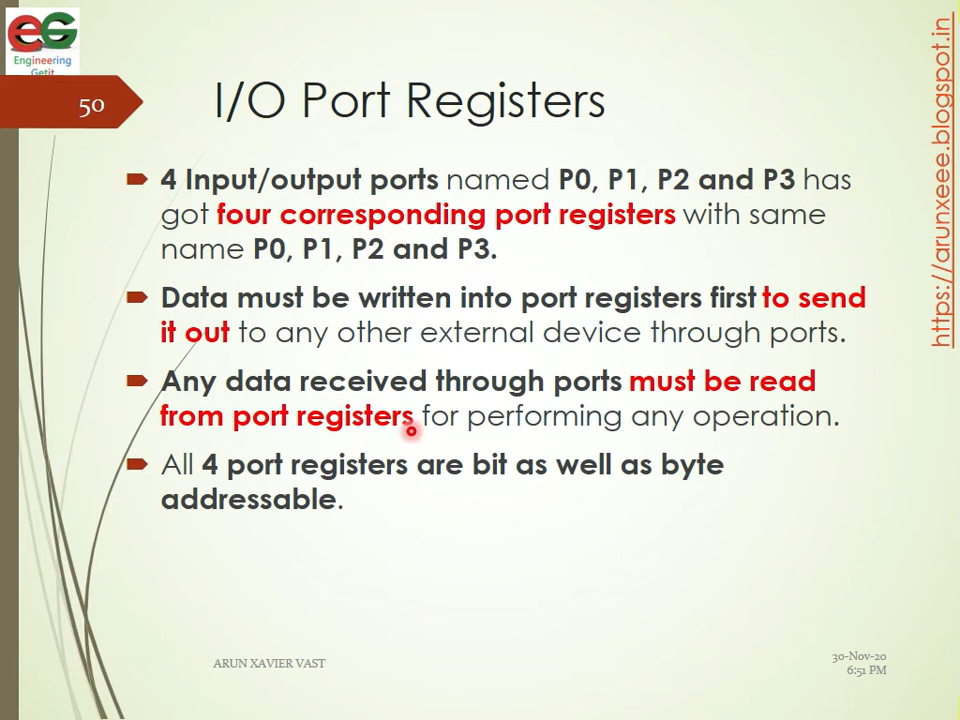 eG
Engineering
Getit
50
I/O Port Registers
https://arunxeee.blogspot.in
4 Input/output ports named P0, P1, P2 and P3 has
got four corresponding port registers with same
name P0, P1, P2 and P3.
Data must be written into port registers first to send
it out to any other external device through ports.
Any data received through ports must be read
from port registers for performing any operation.
All 4 port registers are bit as well as byte
addressable.
ARUN XAVIER VAST
30-Nov-20
6:51 PM